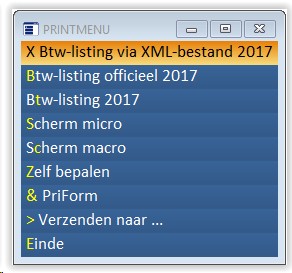 PRINTMENU
X Btw-listing via XML-bestand 2017
Btw-listing officieel 2017
Btw-listing 2017
Scherm micro
Scherm macro
Zelf bepalen
& PriForm
> Verzenden naar ...
Einde